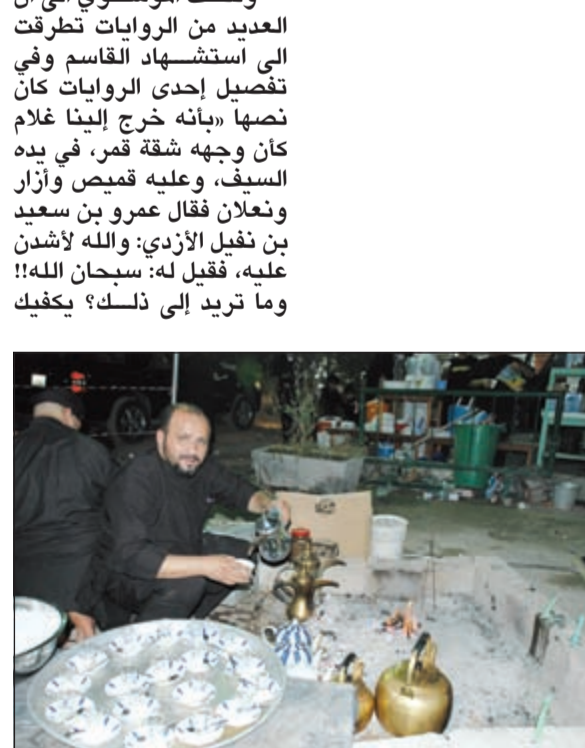 العديد من الروايات تطرقت
الى استشهاد القاسم وفي
تفصيل إحدى الروايات كان
نصها «بأنه خرج إلينا غلام
كأن وجهه شقة قمر، في يده
السيف، وعليه قميص وأزار
ونعلان فقال عمرو بن سعيد
بن نفيل الأزدي: والله لأشدن
عليه، فقيل له: سبحان الله!!
وما تريد إلى ذلك؟ يكفيك